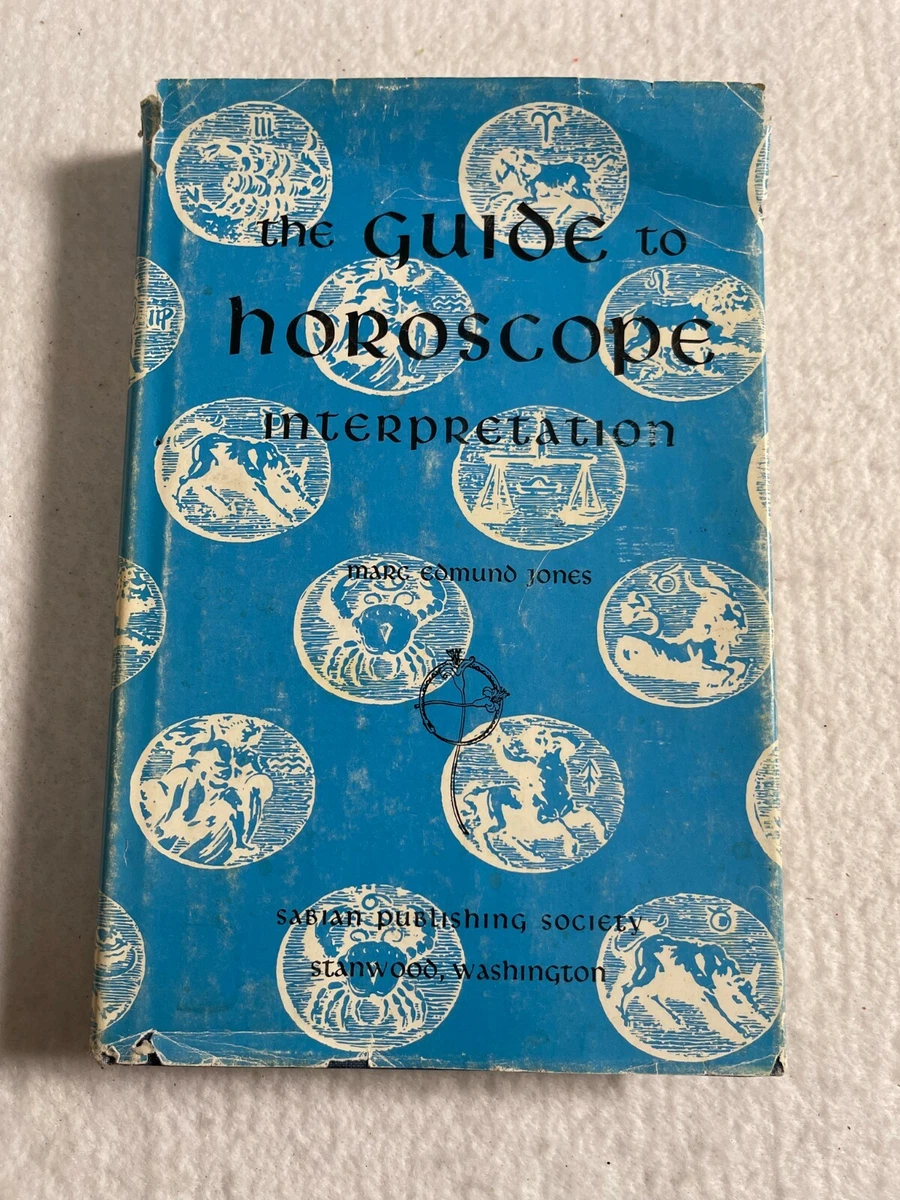 the GUIDE to
horoscope
interpretation
marc edmund jones
sabian publishing society
stanwood, washington